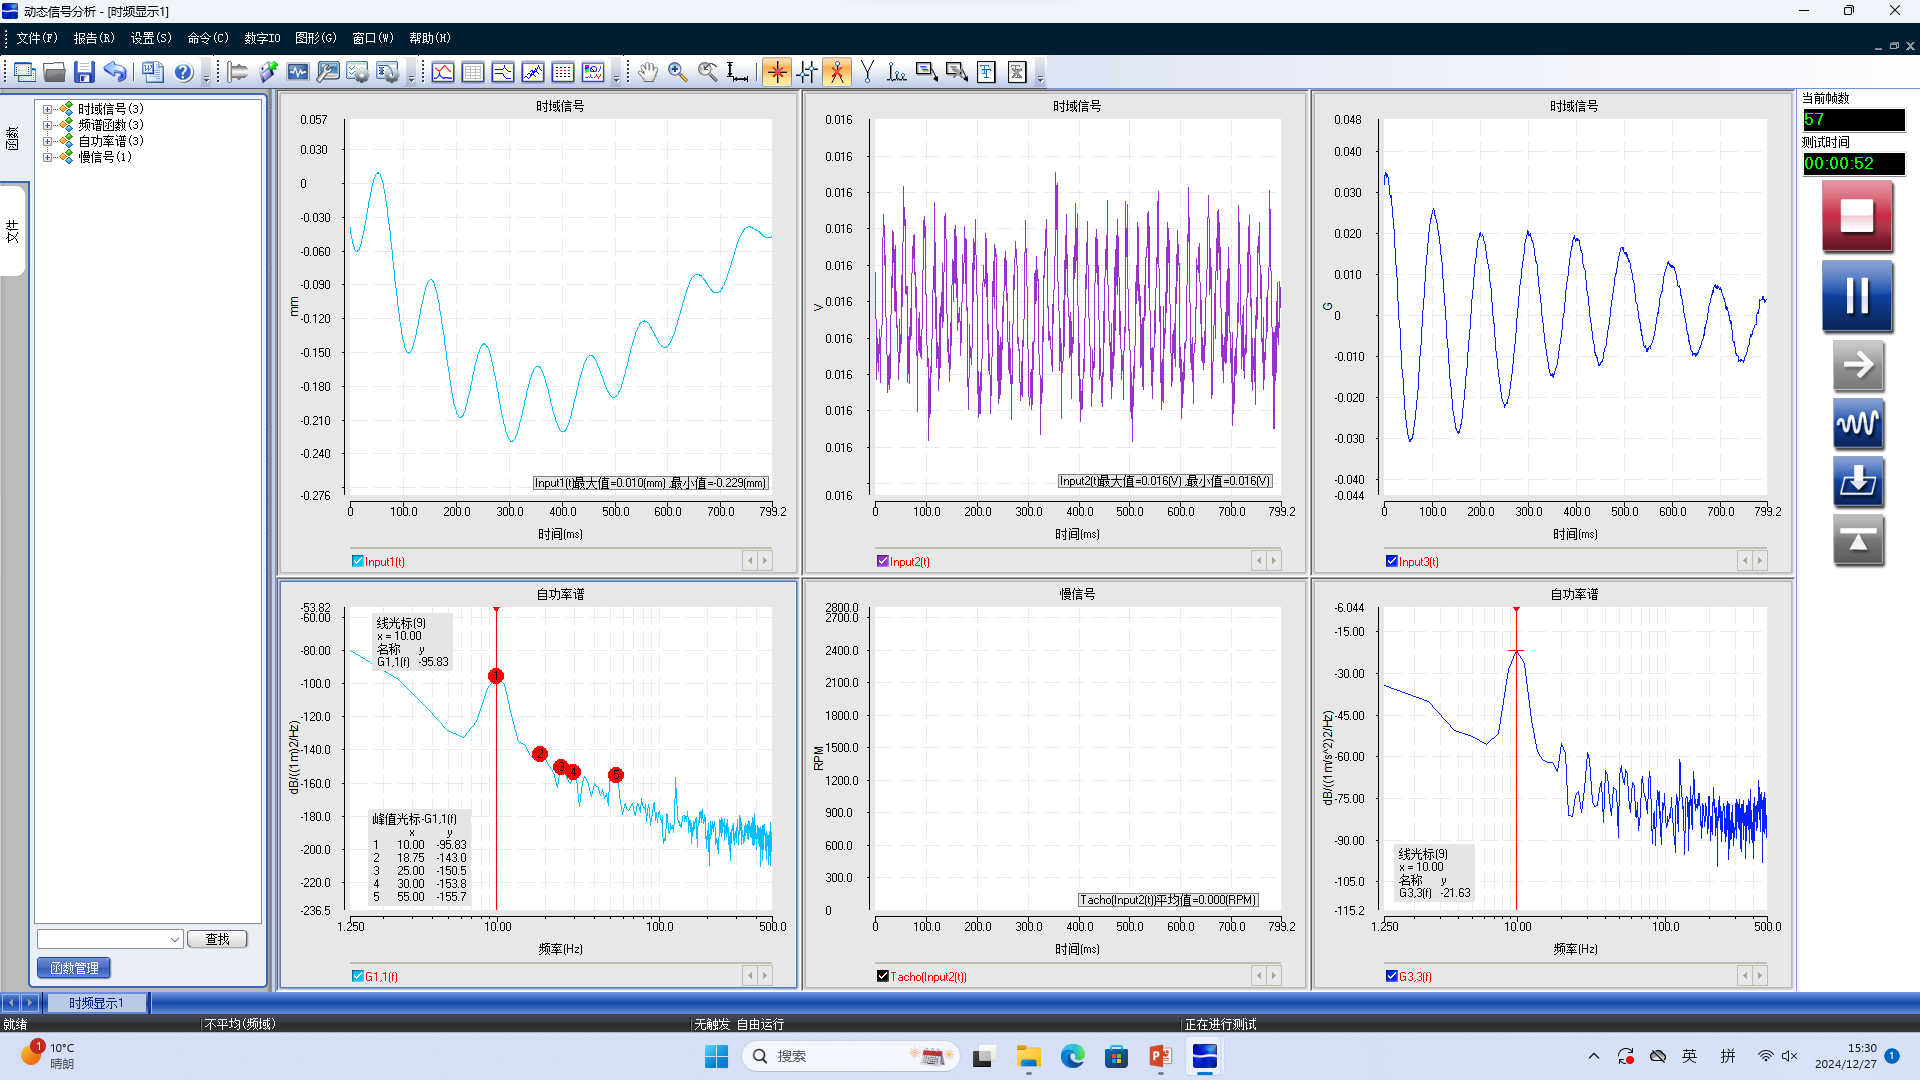 动态信号分析 - [时频显示1]
文件(F) 报告(R) 设置(S) 命令(C) 数字IO 图形(G) 窗口(W) 帮助(H)
函数
文件
时域信号(3)
频谱函数(3)
自功率谱(3)
慢信号(1)
查找
函数管理
时域信号
0.057
0.030
0
-0.030
-0.060
-0.090
-0.120
-0.150
-0.180
-0.210
-0.240
-0.276
mm
Input1(t)最大值=0.010(mm) ,最小值=-0.229(mm)
0 100.0 200.0 300.0 400.0 500.0 600.0 799.2
时间(ms)
Input1(t)
时域信号
0.016
0.016
0.016
0.016
0.016
0.016
0.016
0.016
0.016
0.016
0.016
V
Input2(t)最大值=0.016(V) ,最小值=0.016(V)
0 100.0 200.0 300.0 400.0 500.0 600.0 700.0 799.2
时间(ms)
Input2(t)
时域信号
0.048
0.040
0.030
0.020
0.010
0
-0.010
-0.020
-0.030
-0.040
-0.044
G
0 100.0 200.0 300.0 400.0 500.0 600.0 799.2
时间(ms)
Input3(t)
自功率谱
-53.82
-60.00
-80.00
-100.0
-120.0
-140.0
-160.0
-180.0
-200.0
-220.0
-236.5
dB/((1m)2/Hz)
线光标(9)
x = 10.00
名称 y
G1,1(f) -95.83
1
2
3
4
5
峰值光标-G1,1(f)
x y
1 10.00 -95.83
2 18.75 -143.0
3 25.00 -150.5
4 30.00 -153.8
5 55.00 -155.7
1.250 10.00 100.0 500.0
频率(Hz)
G1,1(f)
慢信号
2800.0
2700.0
2400.0
2100.0
1800.0
1500.0
1200.0
900.0
600.0
300.0
0
RPM
Tacho(Input2(t))平均值=0.000(RPM)
0 100.0 200.0 300.0 400.0 500.0 600.0 700.0 799.2
时间(ms)
Tacho(Input2(t))
自功率谱
-6.044
-15.00
-30.00
-45.00
-60.00
-75.00
-90.00
-105.0
-115.2
dB/((1m/s^2)2/Hz)
线光标(9)
x = 10.00
名称 y
G3,3(f) -21.63
1.250 10.00 100.0 500.0
频率(Hz)
G3,3(f)
当前帧数
57
测试时间
00:00:52
时频显示1
就绪 不平均(频域) 无触发 自由运行 正在进行测试
1 10°C
晴朗
搜索
英 拼
15:30
2024/12/27
1